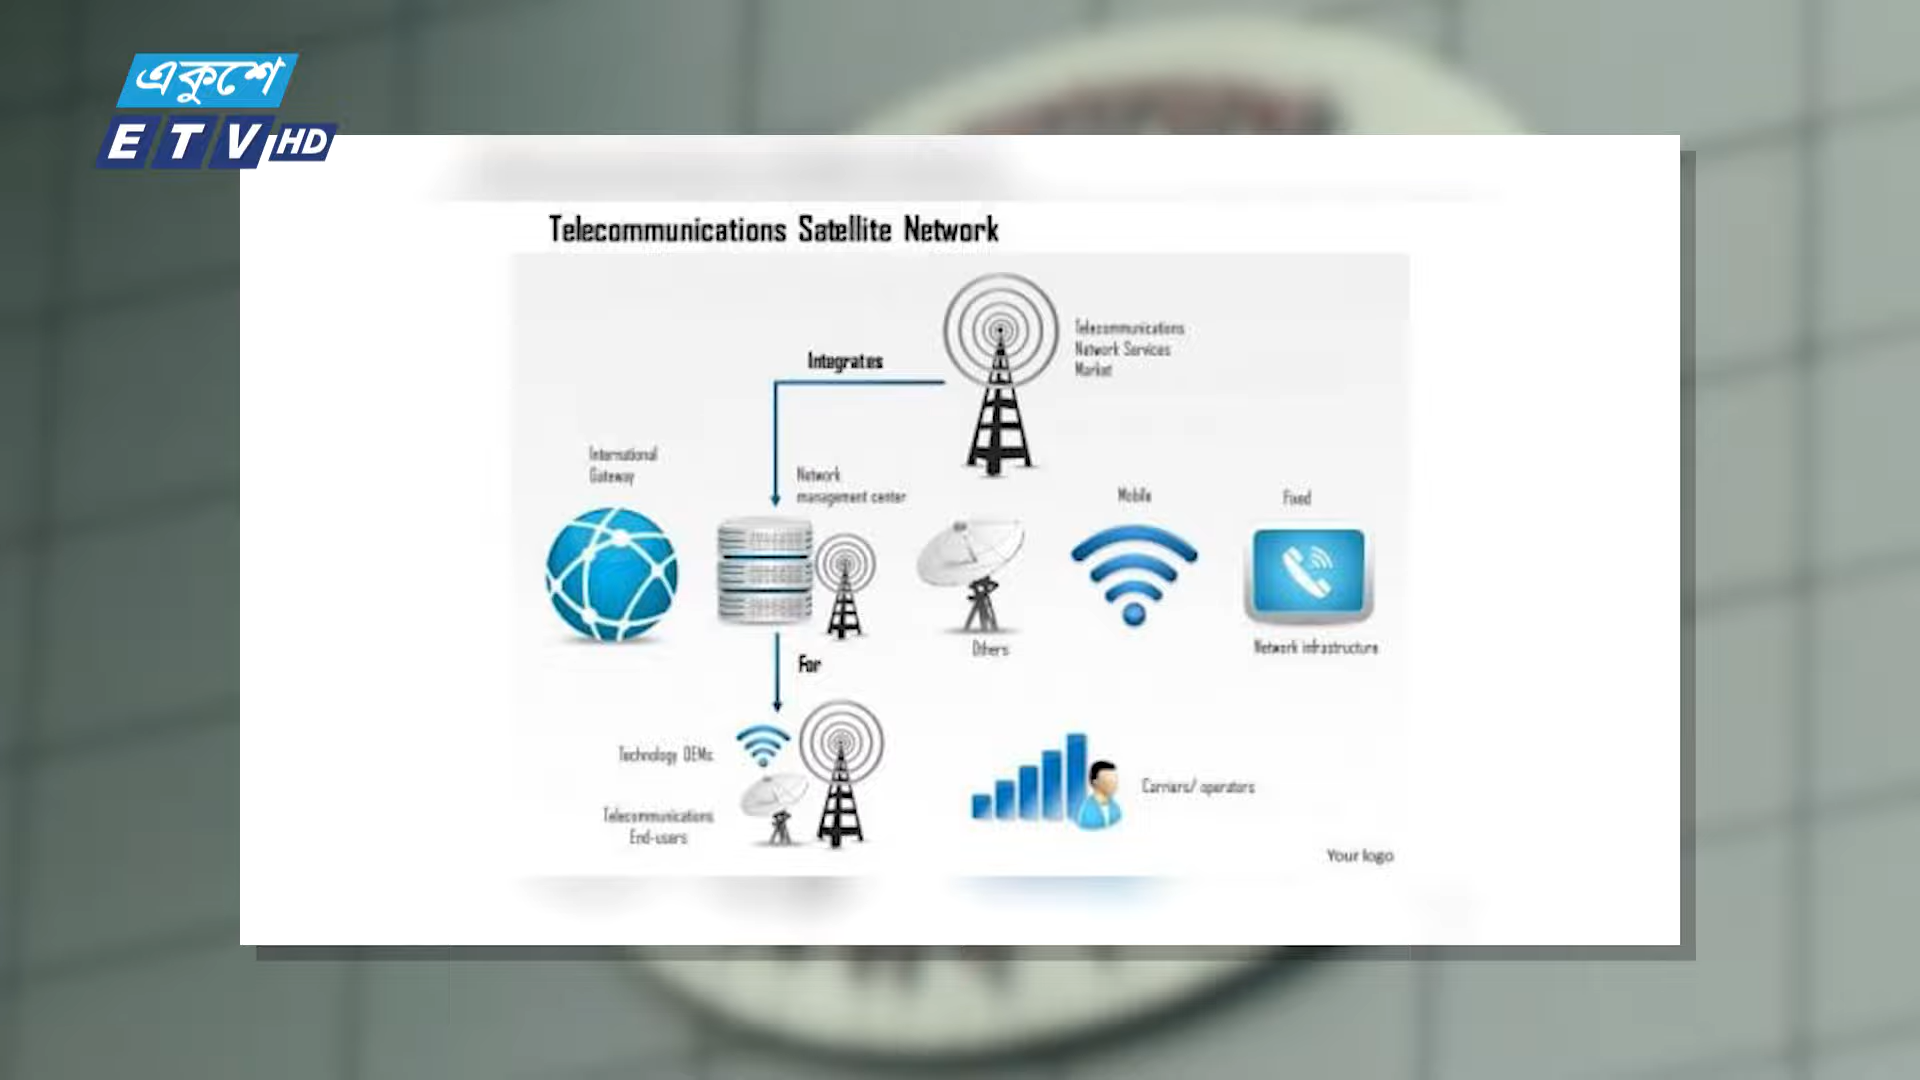 একুশে
ETV HD
Telecommunications Satellite Network
Integrates
Telecommunications
Network Services
Market
International
Gateway
Network
management center
Mobile
Fixed
Others
Network infrastructure
For
Technology OEMs
Telecommunications
End-users
Carriers/ operators
Your logo